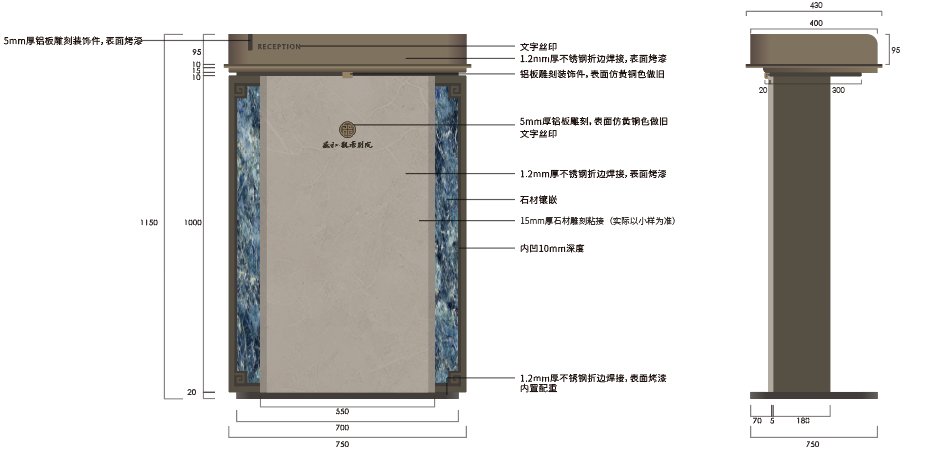 430
400
95
20
300
70 5 180
750
5mm厚铝板雕刻装饰件，表面烤漆
RECEPTION
文字丝印
1.2mm厚不锈钢折边焊接，表面烤漆
铝板雕刻装饰件，表面仿黄铜色做旧
95
10
15
10
5mm厚铝板雕刻，表面仿黄铜色做旧
文字丝印
1.2mm厚不锈钢折边焊接，表面烤漆
石材镶嵌
15mm厚石材雕刻粘接（实际以小样为准）
1150
1000
内凹10mm深度
1.2mm厚不锈钢折边焊接，表面烤漆
内置配重
20
550
700
750